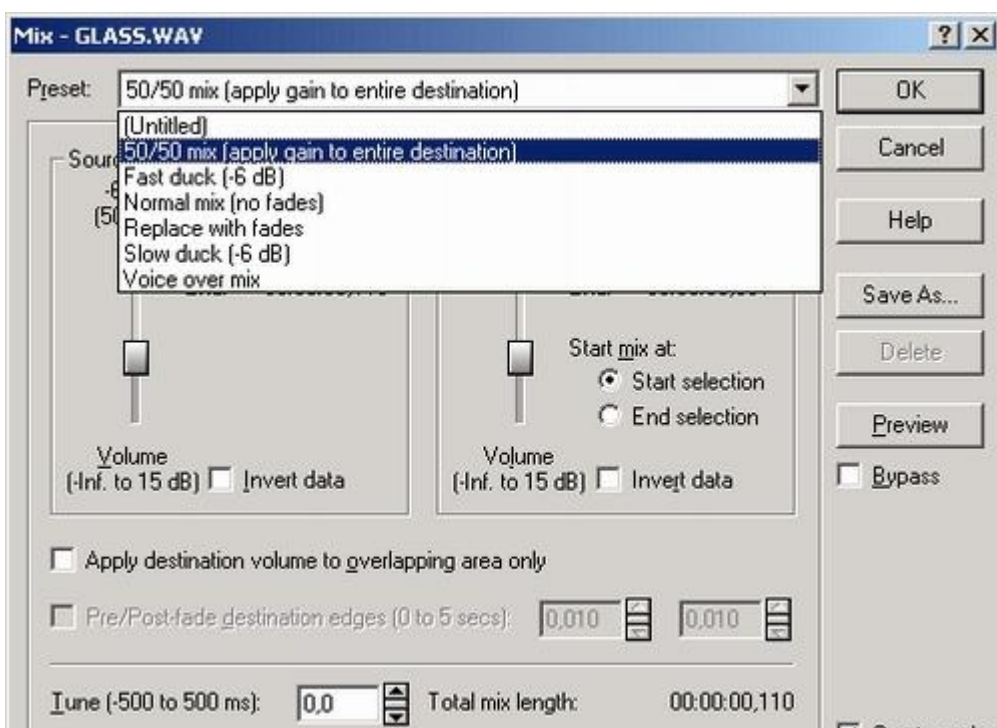 Mix - GLASS.WAV
Preset: 50/50 mix (apply gain to entire destination)
OK
(Untitled)
50/50 mix (apply gain to entire destination)
Cancel
Fast duck (-6 dB)
Normal mix (no fades)
Replace with fades
Slow duck (-6 dB)
Voice over mix
Help
Save As...
Start mix at:
Delete
Start selection
End selection
Preview
Volume
(-Inf. to 15 dB) Invert data
Volume
(-Inf. to 15 dB) Invert data
Bypass
Apply destination volume to overlapping area only
Pre/Post-fade destination edges (0 to 5 secs): 0,010 0,010
Tune (-500 to 500 ms): 0,0 Total mix length: 00:00:00,110